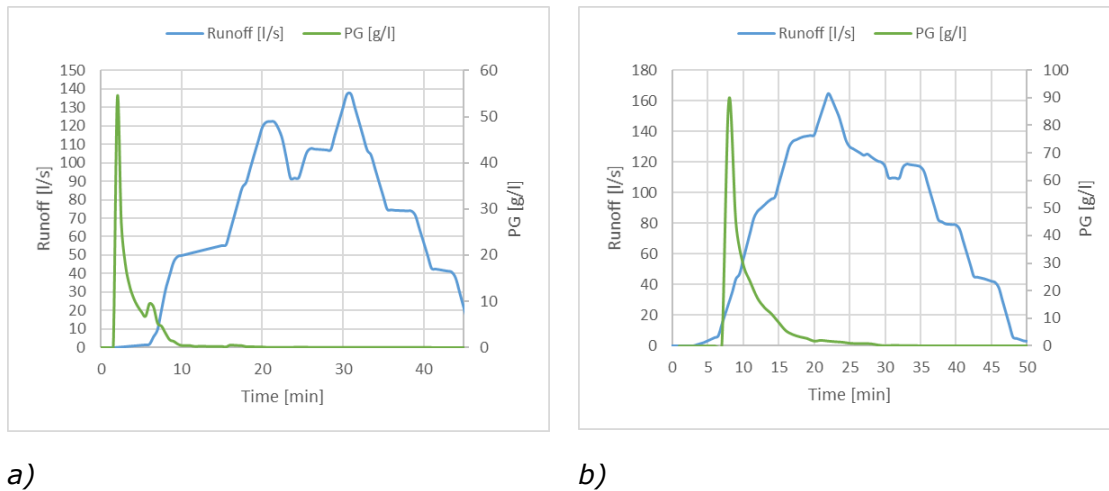 Runoff [l/s] PG [g/l]
150 60
140
130
120 50
110
100 40
90
80
70 30
60
50 20
40
30 10
20
10
0 0
Runoff [l/s]
PG [g/l]
0 10 20 30 40
Time [min]
a)
Runoff [l/s] PG [g/l]
180 100
160 90
140 80
120 70
100 60
80 50
60 40
40 30
20 20
0 10
0
Runoff [l/s]
PG [g/l]
0 5 10 15 20 25 30 35 40 45 50
Time [min]
b)